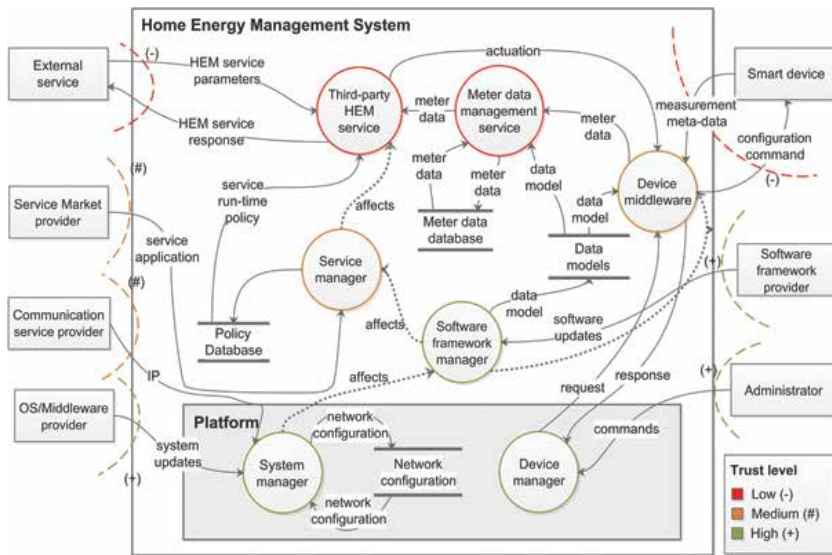 Home Energy Management System
External
service
(-)
HEM service
parameters
HEM service
response
Third-party
HEM
service
meter
data
Meter data
management
service
actuation
meter
data
measurement
meta-data
Smart device
configuration
command
(-)
(#)
Service Market
provider
service
run-time
policy
affects
meter
data
meter
data
data
model
data
model
Device
middleware
Meter data
database
Data
models
service
application
(#)
Service
manager
(+)
Software
framework
provider
Communication
service provider
Policy
Database
affects
data
model
Software
framework
manager
software
updates
IP
affects
request
response
(+)
Administrator
OS/Middleware
provider
system
updates
(+)
Platform
network
configuration
System
manager
Network
configuration
network
configuration
Device
manager
commands
Trust level
Low (-)
Medium (#)
High (+)